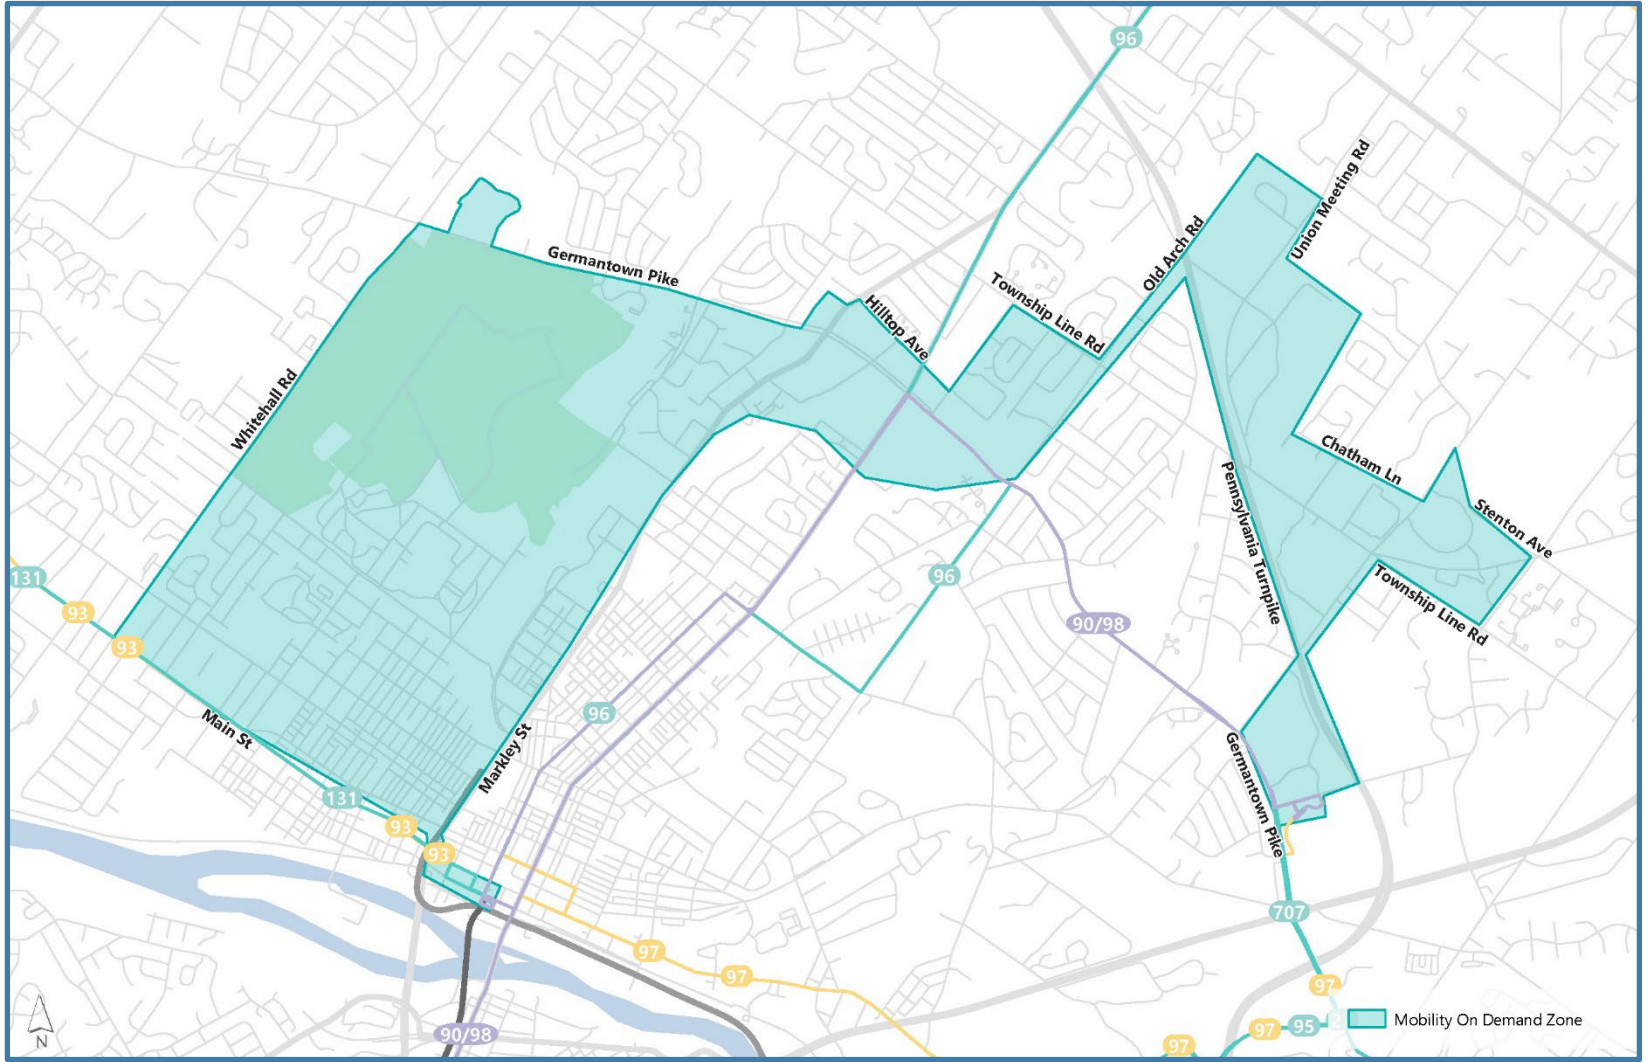 96
Union Meeting Rd
Old Arch Rd
Germantown Pike
Township Line Rd
Hilltop Ave
Whitehall Rd
Chatham Ln
Stenton Ave
Pennsylvania Turnpike
131
96
Township Line Rd
93
90/98
93
96
Main St
Markley St
Germantown Pike
131
93
93
707
97
97
97
Mobility On Demand Zone
97
95
90/98
N
97